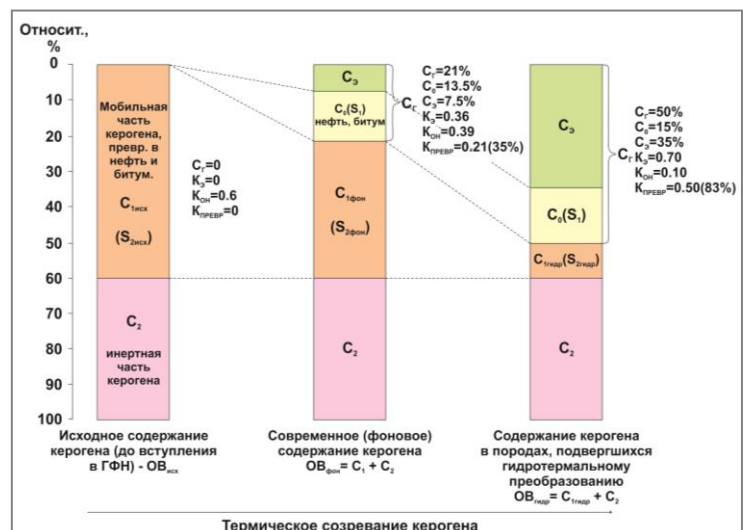 Относит.,
%
0
10
20
30
40
50
60
70
80
90
100
Мобильная
часть
керогена,
превр. в
нефть и
битум.
C₁исх
(S₂исх)
C₂
инертная
часть
керогена
Cг=0
Kэ=0
Kон=0.6
Kпревр=0
Исходное содержание
керогена (до вступления
в ГФН) - ОВисх
Cэ
C₀(S₁)
нефть, битум
C₁фон
(S₂фон)
C₂
Cг
Cг=21%
C₀=13.5%
Cэ=7.5%
Kэ=0.36
Kон=0.39
Kпревр=0.21(35%)
Современное (фоновое)
содержание керогена
ОВфон= C₁ + C₂
Cэ
C₀(S₁)
C₁гидр(S₂гидр)
C₂
Cг
Cг=50%
C₀=15%
Cэ=35%
Kэ=0.70
Kон=0.10
Kпревр=0.50(83%)
Содержание керогена
в породах, подвергшихся
гидротермальному
преобразованию
ОВгидр= C₁гидр + C₂
Термическое созревание керогена